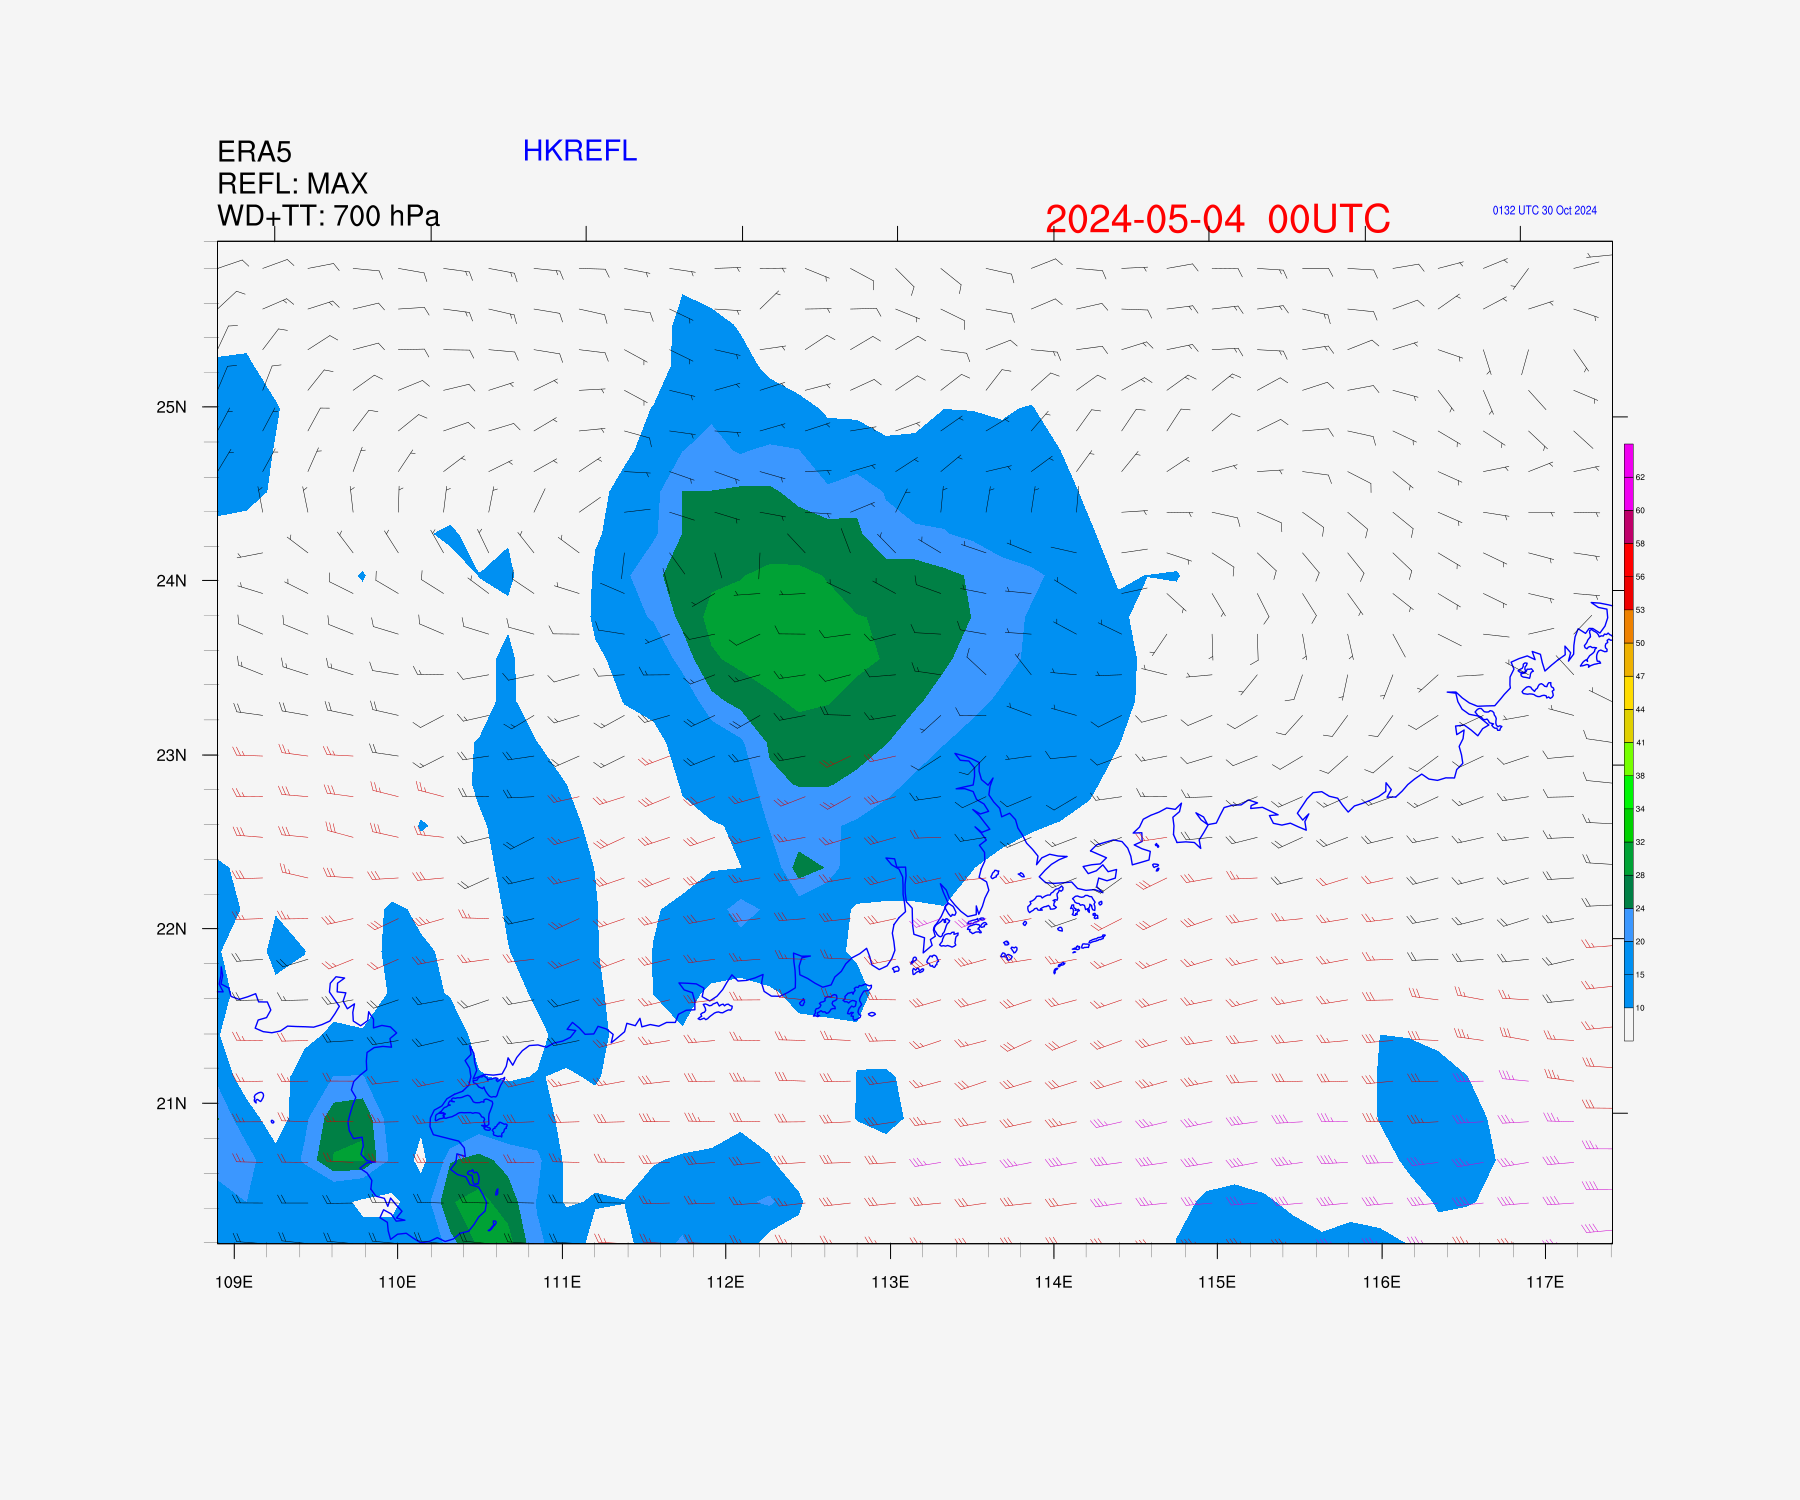 ERA5
HKREFL
REFL: MAX
WD+TT: 700 hPa
2024-05-04 00UTC
0132 UTC 30 Oct 2024
25N
24N
23N
22N
21N
109E 110E 111E 112E 113E 114E 115E 116E 117E
62
60
58
56
53
50
47
44
41
38
34
32
28
24
20
15
10